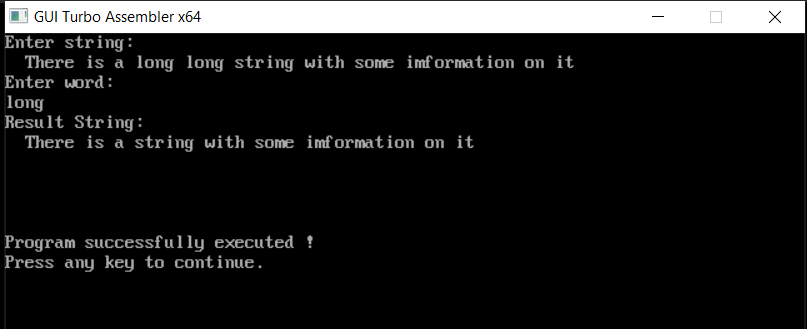 GUI Turbo Assembler x64
Enter string:
  There is a long long string with some imformation on it
Enter word:
long
Result String:
  There is a string with some imformation on it
Program successfully executed !
Press any key to continue.